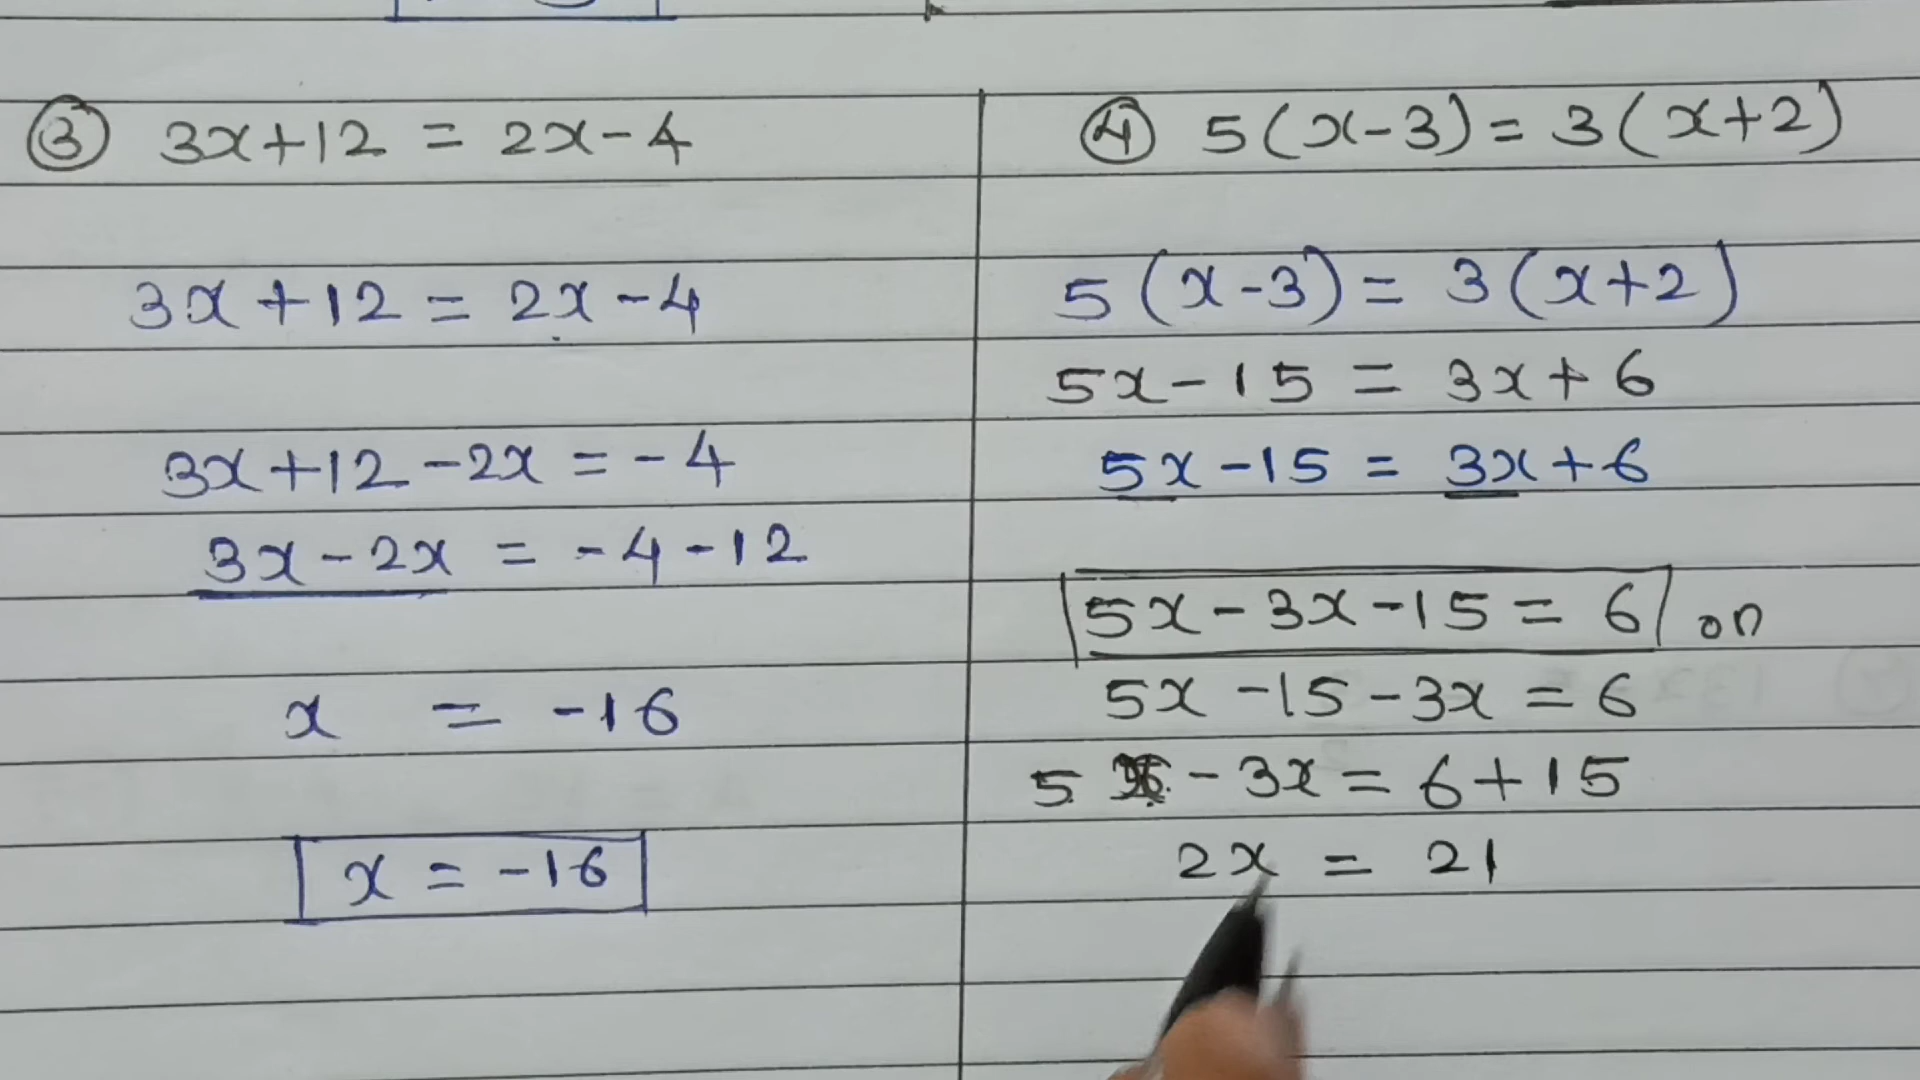 ③ 3x+12 = 2x-4
3x+12 = 2x-4
3x+12-2x = -4
3x-2x = -4-12
x = -16
x = -16
④ 5(x-3) = 3(x+2)
5(x-3) = 3(x+2)
5x-15 = 3x+6
5x-15 = 3x+6
5x-3x-15 = 6 on
5x-15-3x = 6
5x-3x = 6+15
2x = 21